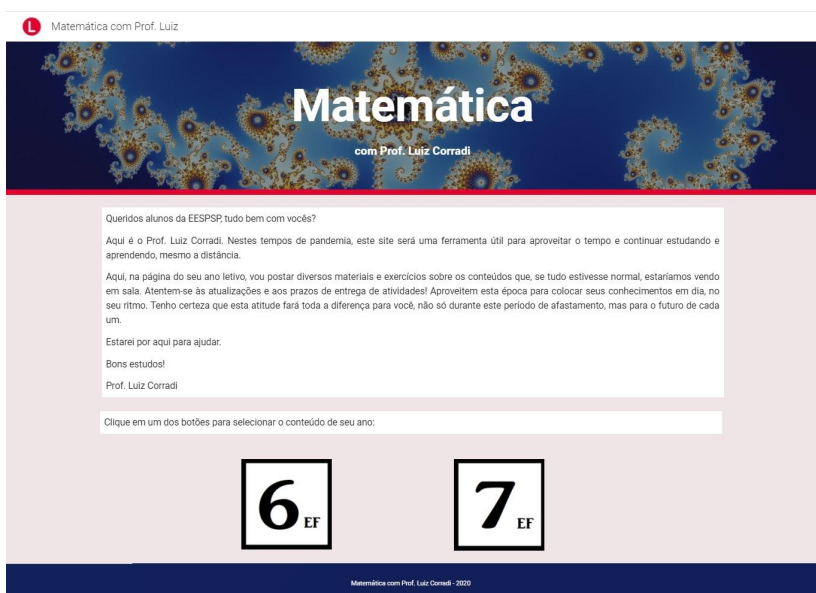 L
Matemática com Prof. Luiz
Matemática
com Prof. Luiz Corradi
Queridos alunos da EESPSP, tudo bem com vocês?
Aqui é o Prof. Luiz Corradi. Nestes tempos de pandemia, este site será uma ferramenta útil para aproveitar o tempo e continuar estudando e
aprendendo, mesmo a distância.
Aqui, na página do seu ano letivo, vou postar diversos materiais e exercícios sobre os conteúdos que, se tudo estivesse normal, estaríamos vendo
em sala. Atentem-se às atualizações e aos prazos de entrega de atividades! Aproveitem esta época para colocar seus conhecimentos em dia, no
seu ritmo. Tenho certeza que esta atitude fará toda a diferença para você, não só durante este período de afastamento, mas para o futuro de cada
um.
Estarei por aqui para ajudar.
Bons estudos!
Prof. Luiz Corradi
Clique em um dos botões para selecionar o conteúdo de seu ano:
6 EF
7 EF
Matemática com Prof. Luiz Corradi - 2020